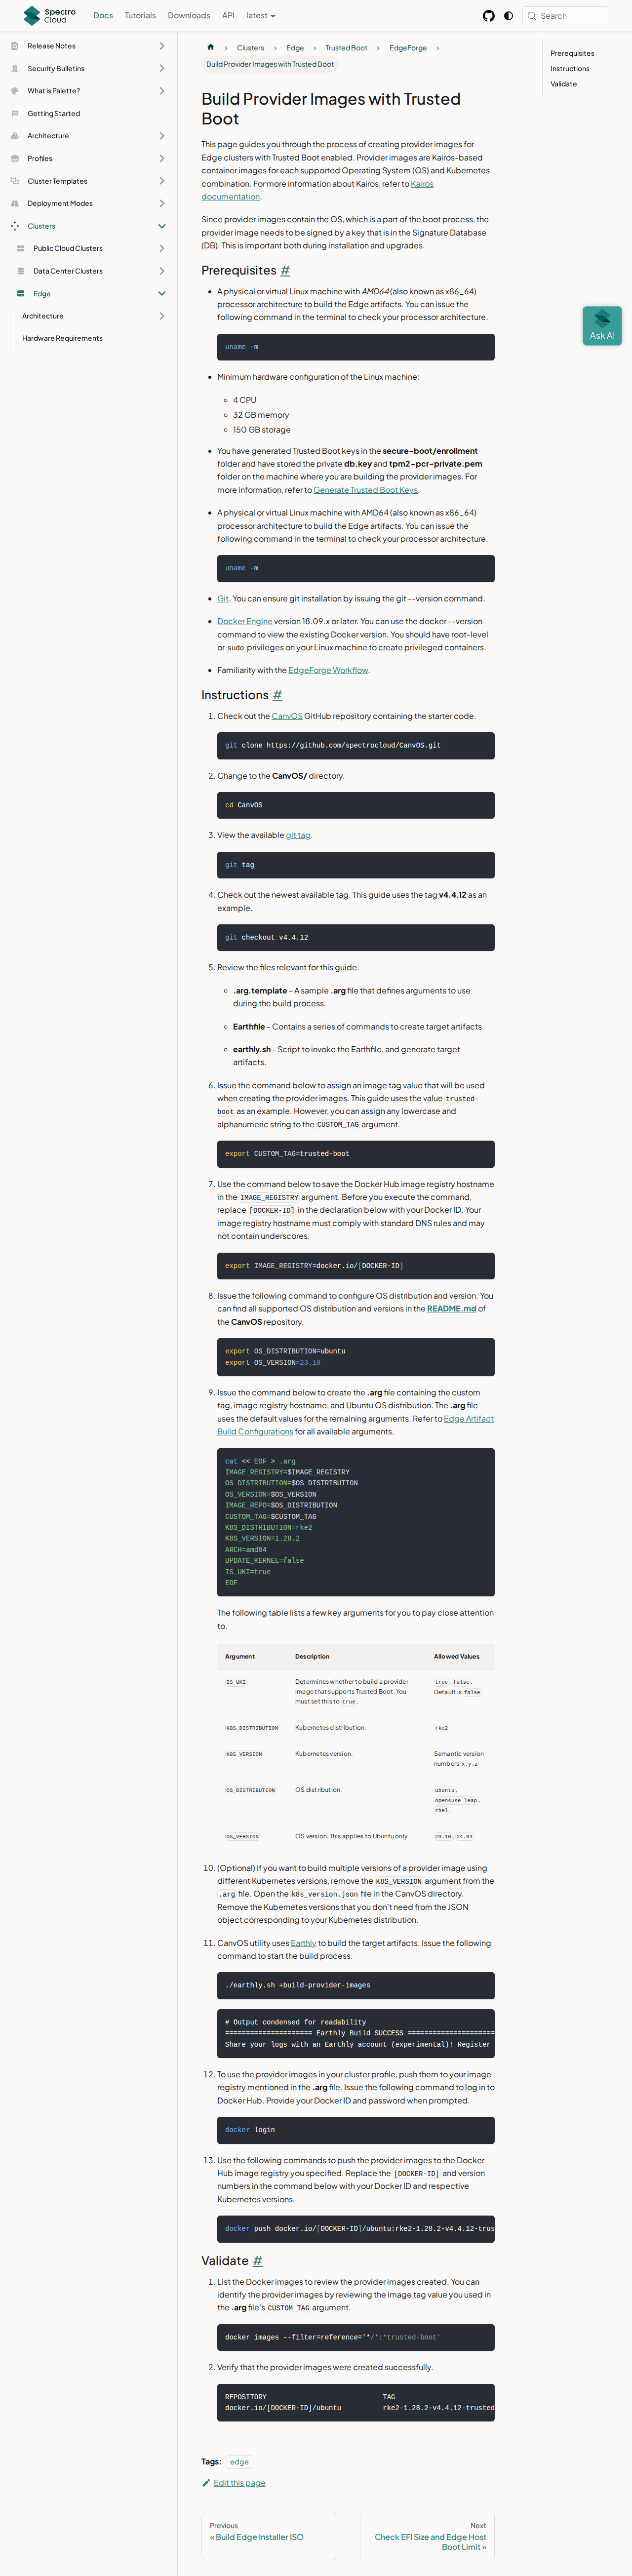 Spectro
Cloud
Docs
Tutorials
Downloads
API
latest
Search
Release Notes
Security Bulletins
What is Palette?
Getting Started
Architecture
Profiles
Cluster Templates
Deployment Modes
Clusters
Public Cloud Clusters
Data Center Clusters
Edge
Architecture
Hardware Requirements
Clusters
Edge
Trusted Boot
EdgeForge
Build Provider Images with Trusted Boot
Prerequisites
Instructions
Validate
Ask AI
Build Provider Images with Trusted
Boot
This page guides you through the process of creating provider images for
Edge clusters with Trusted Boot enabled. Provider images are Kairos-based
container images for each supported Operating System (OS) and Kubernetes
combination. For more information about Kairos, refer to Kairos
documentation.
Since provider images contain the OS, which is a part of the boot process, the
provider image needs to be signed by a key that is in the Signature Database
(DB). This is important both during installation and upgrades.
Prerequisites #
A physical or virtual Linux machine with AMD64 (also known as x86_64)
processor architecture to build the Edge artifacts. You can issue the
following command in the terminal to check your processor architecture.
uname -m
Minimum hardware configuration of the Linux machine:
4 CPU
32 GB memory
150 GB storage
You have generated Trusted Boot keys in the secure-boot/enrollment
folder and have stored the private db.key and tpm2-pcr-private.pem
folder on the machine where you are building the provider images. For
more information, refer to Generate Trusted Boot Keys.
A physical or virtual Linux machine with AMD64 (also known as x86_64)
processor architecture to build the Edge artifacts. You can issue the
following command in the terminal to check your processor architecture.
uname -m
Git. You can ensure git installation by issuing the git --version command.
Docker Engine version 18.09.x or later. You can use the docker --version
command to view the existing Docker version. You should have root-level
or sudo privileges on your Linux machine to create privileged containers.
Familiarity with the EdgeForge Workflow.
Instructions #
1. Check out the CanvOS GitHub repository containing the starter code.
git clone https://github.com/spectrocloud/CanvOS.git
2. Change to the CanvOS/ directory.
cd CanvOS
3. View the available git tag.
git tag
4. Check out the newest available tag. This guide uses the tag v4.4.12 as an
example.
git checkout v4.4.12
5. Review the files relevant for this guide.
.arg.template - A sample .arg file that defines arguments to use
during the build process.
Earthfile - Contains a series of commands to create target artifacts.
earthly.sh - Script to invoke the Earthfile, and generate target
artifacts.
6. Issue the command below to assign an image tag value that will be used
when creating the provider images. This guide uses the value trusted-
boot as an example. However, you can assign any lowercase and
alphanumeric string to the CUSTOM_TAG argument.
export CUSTOM_TAG=trusted-boot
7. Use the command below to save the Docker Hub image registry hostname
in the IMAGE_REGISTRY argument. Before you execute the command,
replace [DOCKER-ID] in the declaration below with your Docker ID. Your
image registry hostname must comply with standard DNS rules and may
not contain underscores.
export IMAGE_REGISTRY=docker.io/[DOCKER-ID]
8. Issue the following command to configure OS distribution and version. You
can find all supported OS distribution and versions in the README.md of
the CanvOS repository.
export OS_DISTRIBUTION=ubuntu
export OS_VERSION=23.10
9. Issue the command below to create the .arg file containing the custom
tag, image registry hostname, and Ubuntu OS distribution. The .arg file
uses the default values for the remaining arguments. Refer to Edge Artifact
Build Configurations for all available arguments.
cat << EOF > .arg
IMAGE_REGISTRY=$IMAGE_REGISTRY
OS_DISTRIBUTION=$OS_DISTRIBUTION
OS_VERSION=$OS_VERSION
IMAGE_REPO=$OS_DISTRIBUTION
CUSTOM_TAG=$CUSTOM_TAG
K8S_DISTRIBUTION=rke2
K8S_VERSION=1.28.2
ARCH=amd64
UPDATE_KERNEL=false
IS_UKI=true
EOF
The following table lists a few key arguments for you to pay close attention
to.
Argument Description Allowed Values
IS_UKI Determines whether to build a provider true, false.
image that supports Trusted Boot. You Default is false.
must set this to true.
K8S_DISTRIBUTION Kubernetes distribution. rke2
K8S_VERSION Kubernetes version. Semantic version
numbers x.y.z
OS_DISTRIBUTION OS distribution. ubuntu,
opensuse-leap,
rhel.
OS_VERSION OS version. This applies to Ubuntu only. 23.10, 24.04
10. (Optional) If you want to build multiple versions of a provider image using
different Kubernetes versions, remove the K8S_VERSION argument from the
.arg file. Open the k8s_version.json file in the CanvOS directory.
Remove the Kubernetes versions that you don't need from the JSON
object corresponding to your Kubernetes distribution.
11. CanvOS utility uses Earthly to build the target artifacts. Issue the following
command to start the build process.
./earthly.sh +build-provider-images
# Output condensed for readability
===================== Earthly Build SUCCESS =====================
Share your logs with an Earthly account (experimental)! Register
12. To use the provider images in your cluster profile, push them to your image
registry mentioned in the .arg file. Issue the following command to log in to
Docker Hub. Provide your Docker ID and password when prompted.
docker login
13. Use the following commands to push the provider images to the Docker
Hub image registry you specified. Replace the [DOCKER-ID] and version
numbers in the command below with your Docker ID and respective
Kubernetes versions.
docker push docker.io/[DOCKER-ID]/ubuntu:rke2-1.28.2-v4.4.12-trus
Validate #
1. List the Docker images to review the provider images created. You can
identify the provider images by reviewing the image tag value you used in
the .arg file's CUSTOM_TAG argument.
docker images --filter=reference='*/*:*trusted-boot'
2. Verify that the provider images were created successfully.
REPOSITORY TAG
docker.io/[DOCKER-ID]/ubuntu rke2-1.28.2-v4.4.12-trusted
Tags: edge
Edit this page
Previous
« Build Edge Installer ISO
Next
Check EFI Size and Edge Host
Boot Limit »